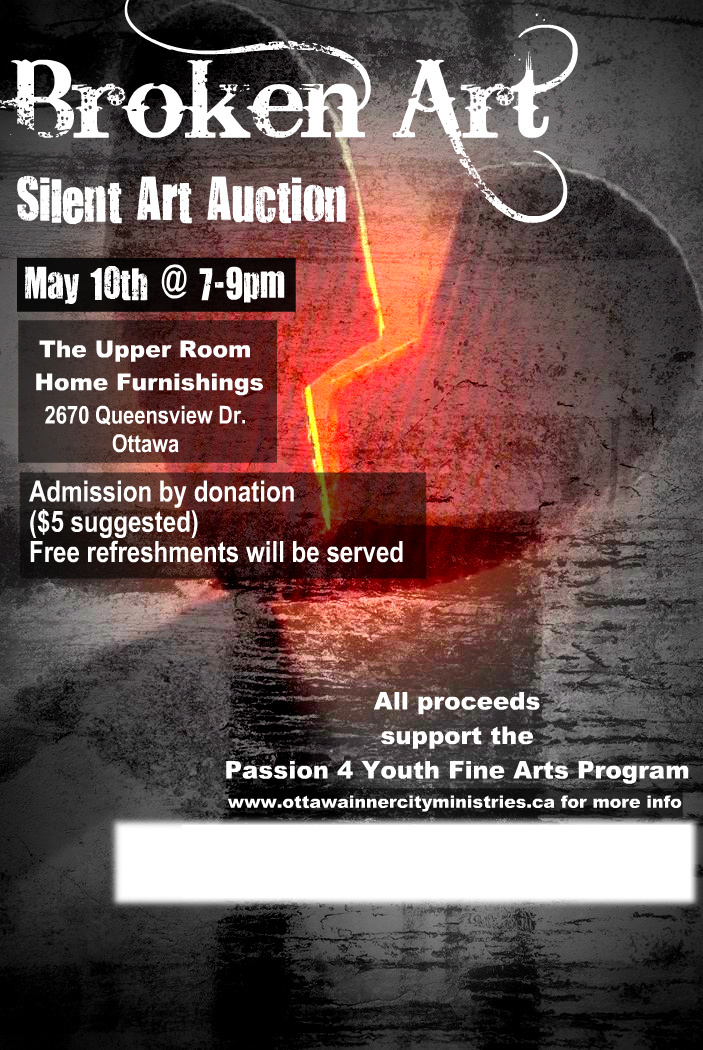 Broken Art
Silent Art Auction
May 10th @ 7-9pm
The Upper Room
Home Furnishings
2670 Queensview Dr.
Ottawa
Admission by donation
($5 suggested)
Free refreshments will be served
All proceeds
support the
Passion 4 Youth Fine Arts Program
www.ottawainnercityministries.ca for more info